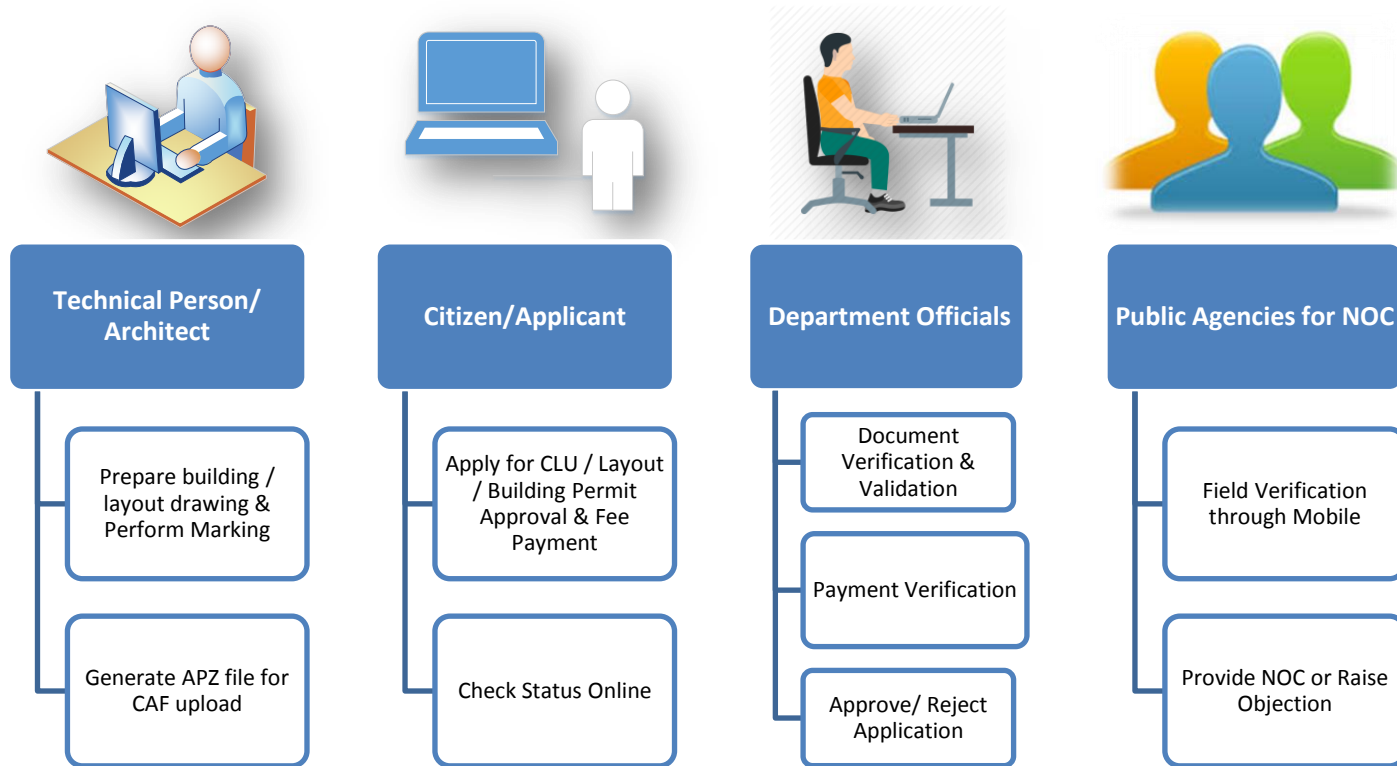 Technical Person/
Architect
Prepare building /
layout drawing &
Perform Marking
Generate APZ file for
CAF upload
Citizen/Applicant
Apply for CLU / Layout
/ Building Permit
Approval & Fee
Payment
Check Status Online
Department Officials
Document
Verification &
Validation
Payment Verification
Approve/ Reject
Application
Public Agencies for NOC
Field Verification
through Mobile
Provide NOC or Raise
Objection